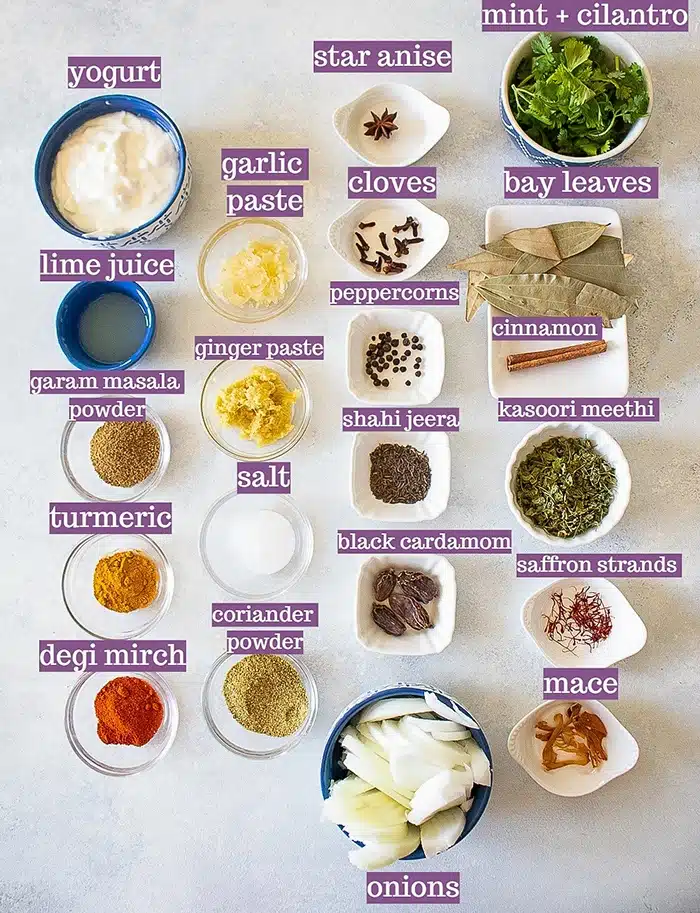 mint + cilantro
star anise
yogurt
garlic
paste
cloves
bay leaves
lime juice
peppercorns
cinnamon
ginger paste
garam masala
powder
shahi jeera
kasoori meethi
salt
turmeric
black cardamom
saffron strands
coriander
powder
degi mirch
mace
onions